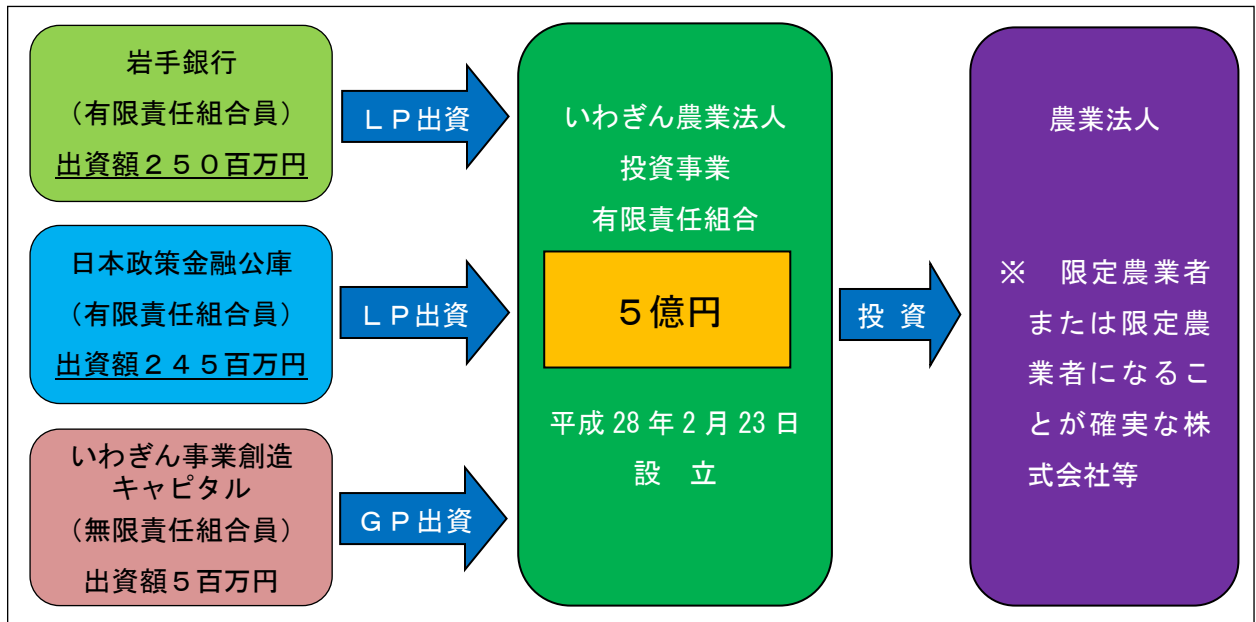 岩手銀行
（有限責任組合員）
出資額２５０百万円
ＬＰ出資
日本政策金融公庫
（有限責任組合員）
出資額２４５百万円
ＬＰ出資
いわぎん事業創造
キャピタル
（無限責任組合員）
出資額５百万円
ＧＰ出資
いわぎん農業法人
投資事業
有限責任組合
５億円
平成 28 年 2 月 23 日
設　立
投 資
農業法人
※　限定農業者
または限定農
業者になるこ
とが確実な株
式会社等